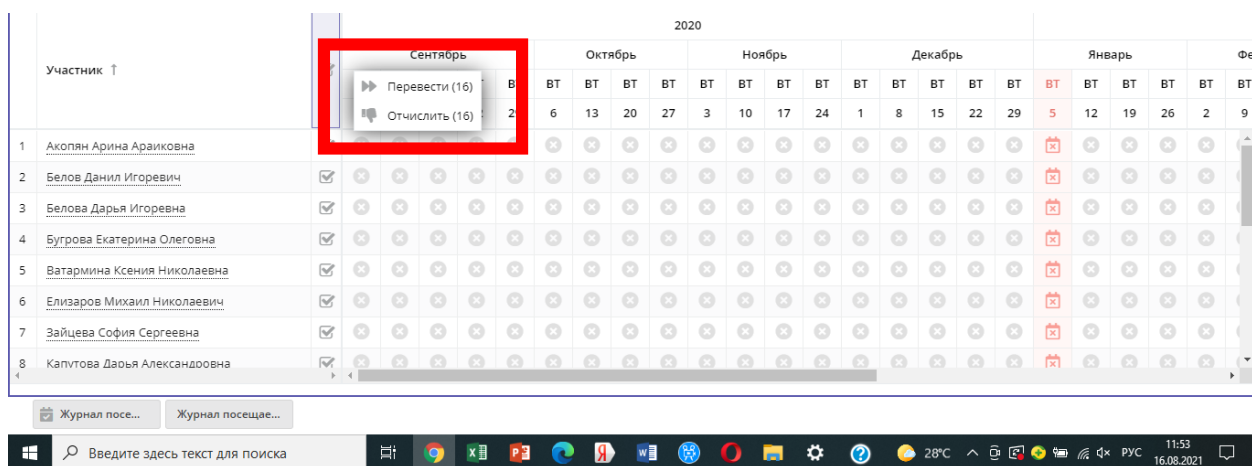 2020
Участник ↑
Сентябрь Октябрь Ноябрь Декабрь Январь
Перевести (16)
ВТ ВТ ВТ ВТ ВТ ВТ ВТ ВТ ВТ ВТ ВТ ВТ ВТ ВТ ВТ ВТ ВТ ВТ ВТ
Отчислить (16)
6 13 20 27 3 10 17 24 1 8 15 22 29 5 12 19 26 2 9
1 Акопян Арина Араиковна
2 Белов Данил Игоревич
3 Белова Дарья Игоревна
4 Бугрова Екатерина Олеговна
5 Ватармина Ксения Николаевна
6 Елизаров Михаил Николаевич
7 Зайцева София Сергеевна
8 Капутова Дарья Александровна
Журнал посе... Журнал посещае...
Введите здесь текст для поиска
28°C
РУС
11:53
16.08.2021